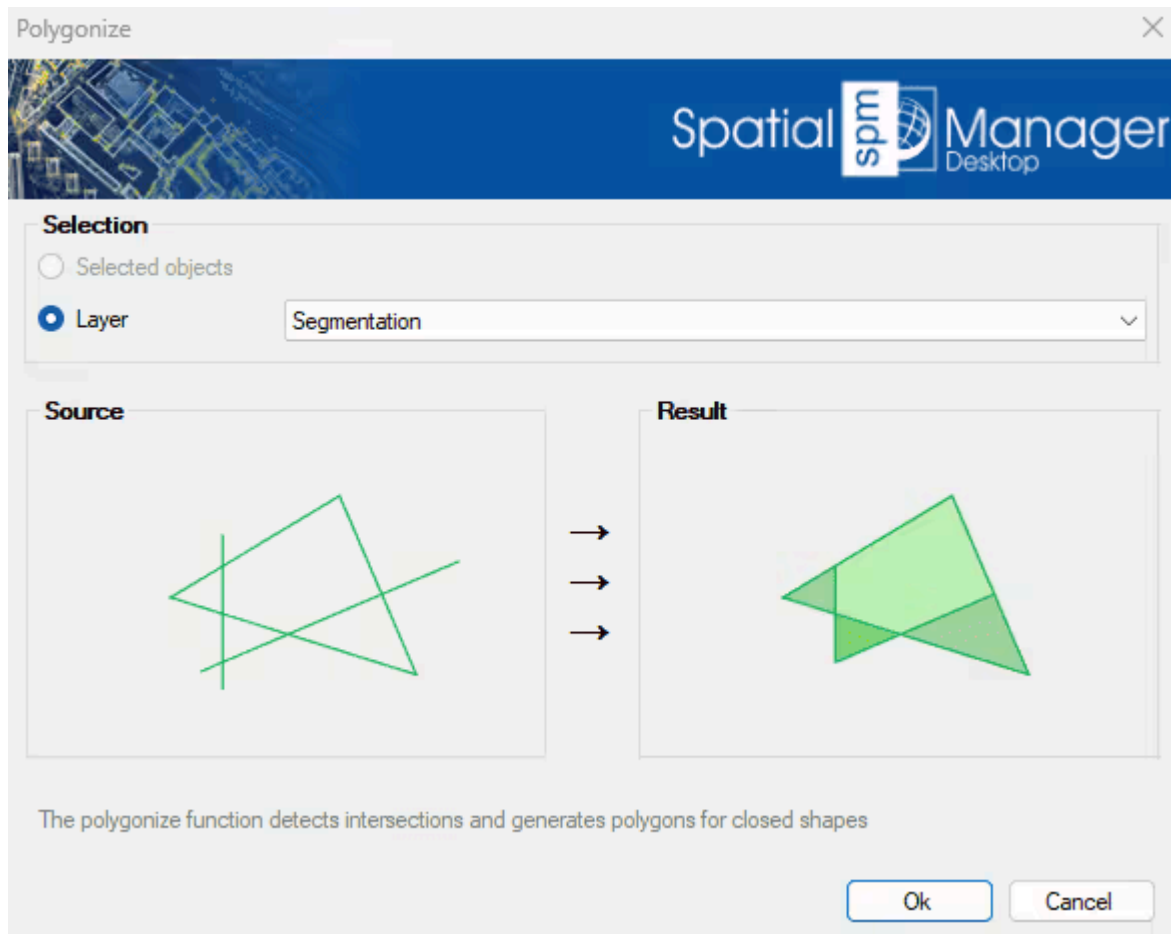 Polygonize
Spatial spm Manager
Desktop
Selection
Selected objects
Layer
Segmentation
Source
Result
The polygonize function detects intersections and generates polygons for closed shapes
Ok
Cancel